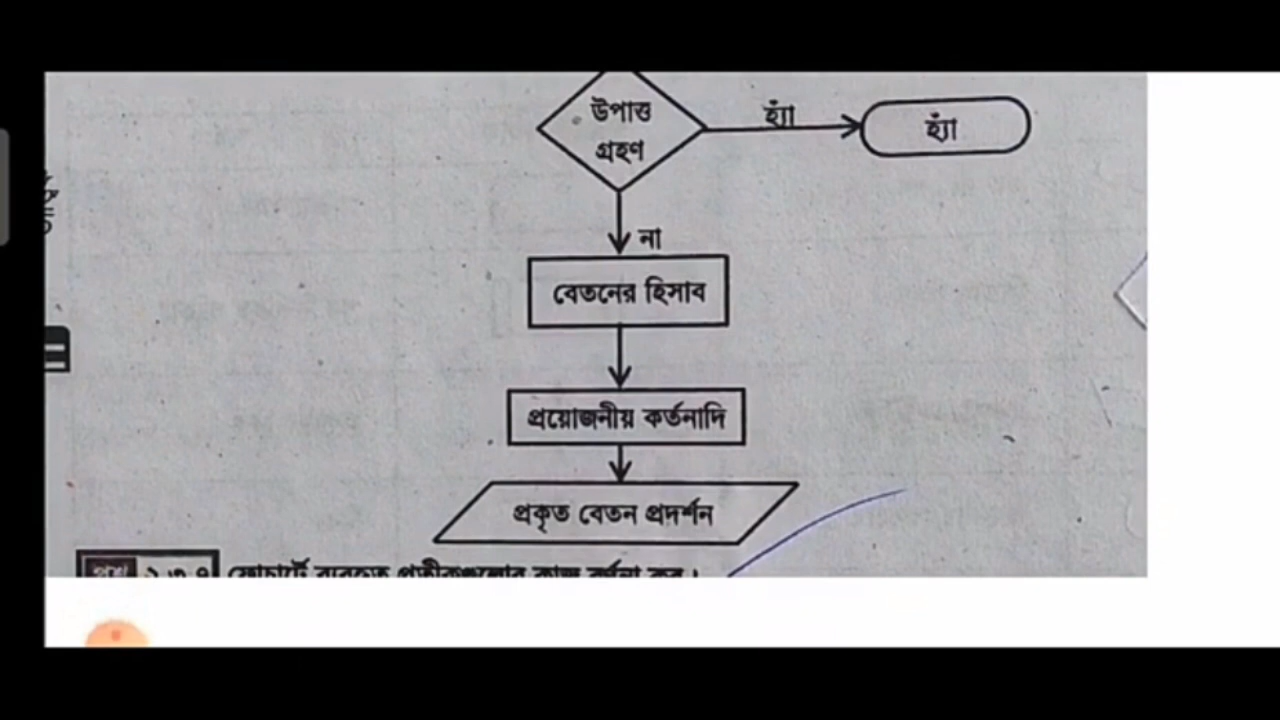 উপাত্ত
গ্রহণ
হ্যাঁ
হ্যাঁ
না
বেতনের হিসাব
প্রয়োজনীয় কর্তনাদি
প্রকৃত বেতন প্রদর্শন